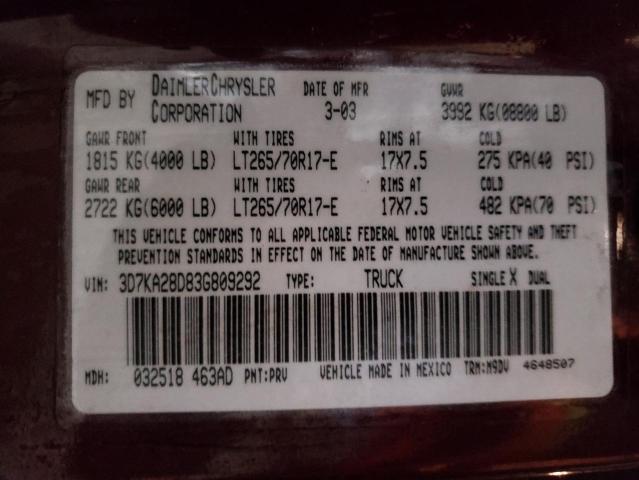 MFD BY DAIMLERCHRYSLER CORPORATION DATE OF MFR 3-03 GVWR 3992 KG(08800 LB)
GAWR FRONT WITH TIRES RIMS AT COLD
1815 KG(4000 LB) LT265/70R17-E 17X7.5 275 KPA(40 PSI)
GAWR REAR WITH TIRES RIMS AT COLD
2722 KG(6000 LB) LT265/70R17-E 17X7.5 482 KPA(70 PSI)
THIS VEHICLE CONFORMS TO ALL APPLICABLE FEDERAL MOTOR VEHICLE SAFETY AND THEFT
PREVENTION STANDARDS IN EFFECT ON THE DATE OF MANUFACTURE SHOWN ABOVE.
VIN: 3D7KA28D83G809292 TYPE: TRUCK SINGLE X DUAL
MDH: 032518 463AD PNT:PRV VEHICLE MADE IN MEXICO TRM:M9DV 4648507